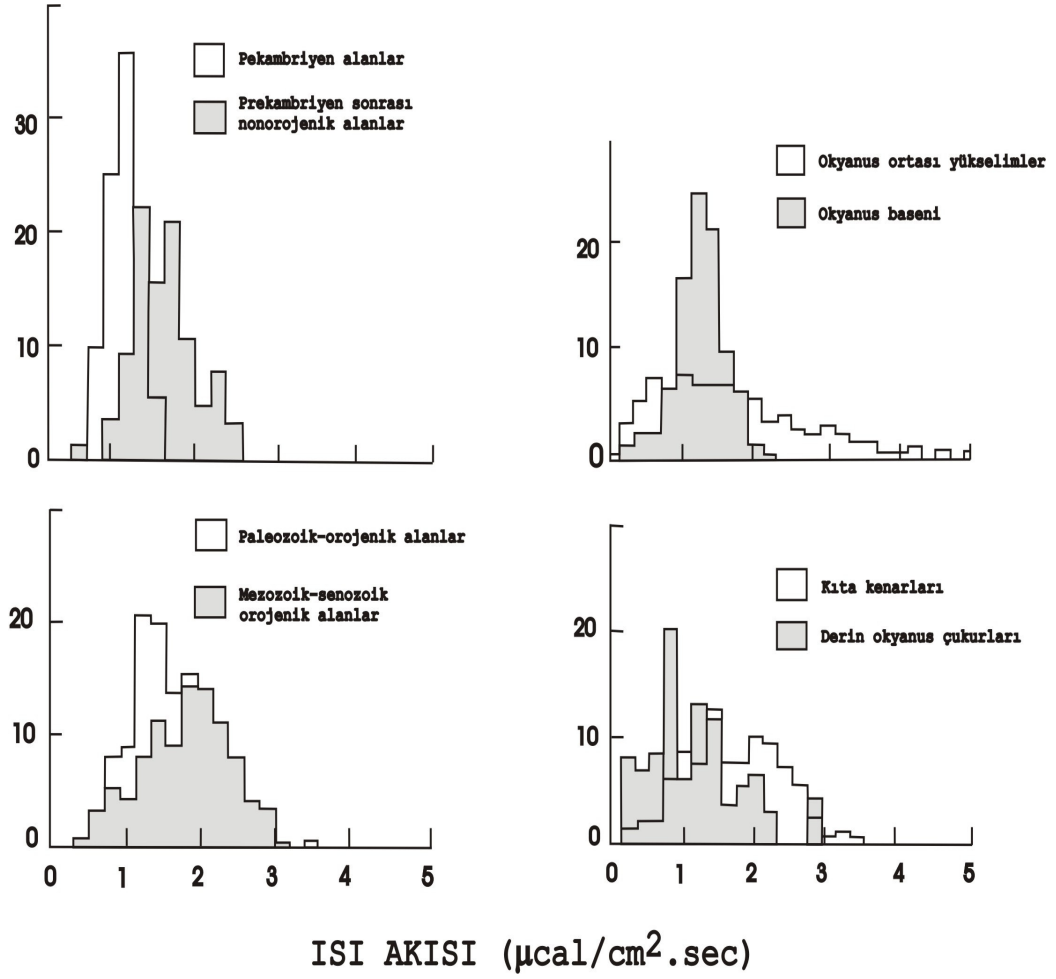 Pekambriyen alanlar
Prekambriyen sonrası
nonorojenik alanlar
30
20
10
0
Okyanus ortası yükselimler
Okyanus baseni
20
10
0
Paleozoik-orojenik alanlar
Mezozoik-senozoik
orojenik alanlar
20
10
0
0 1 2 3 4 5
Kıta kenarları
Derin okyanus çukurları
20
10
0
0 1 2 3 4 5
ISI AKISI (μcal/cm².sec)